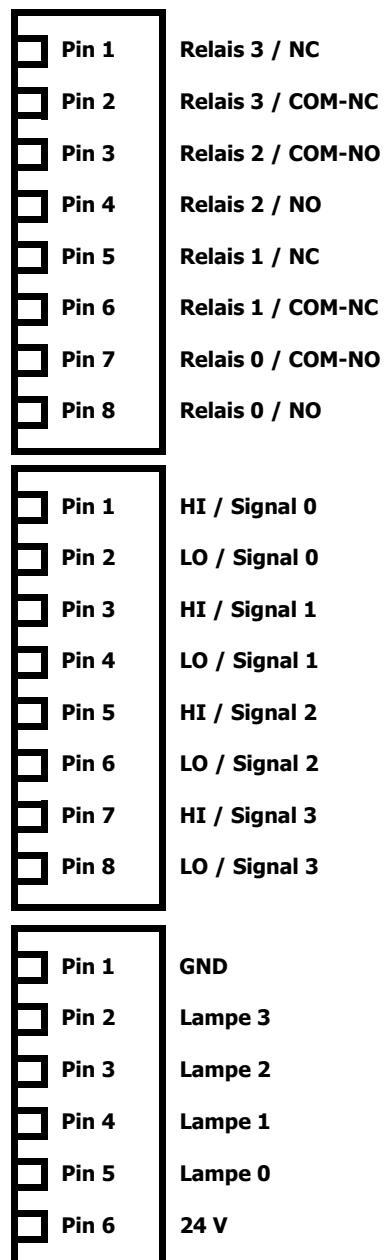 Pin 1 Relais 3 / NC
Pin 2 Relais 3 / COM-NC
Pin 3 Relais 2 / COM-NO
Pin 4 Relais 2 / NO
Pin 5 Relais 1 / NC
Pin 6 Relais 1 / COM-NC
Pin 7 Relais 0 / COM-NO
Pin 8 Relais 0 / NO
Pin 1 HI / Signal 0
Pin 2 LO / Signal 0
Pin 3 HI / Signal 1
Pin 4 LO / Signal 1
Pin 5 HI / Signal 2
Pin 6 LO / Signal 2
Pin 7 HI / Signal 3
Pin 8 LO / Signal 3
Pin 1 GND
Pin 2 Lampe 3
Pin 3 Lampe 2
Pin 4 Lampe 1
Pin 5 Lampe 0
Pin 6 24 V